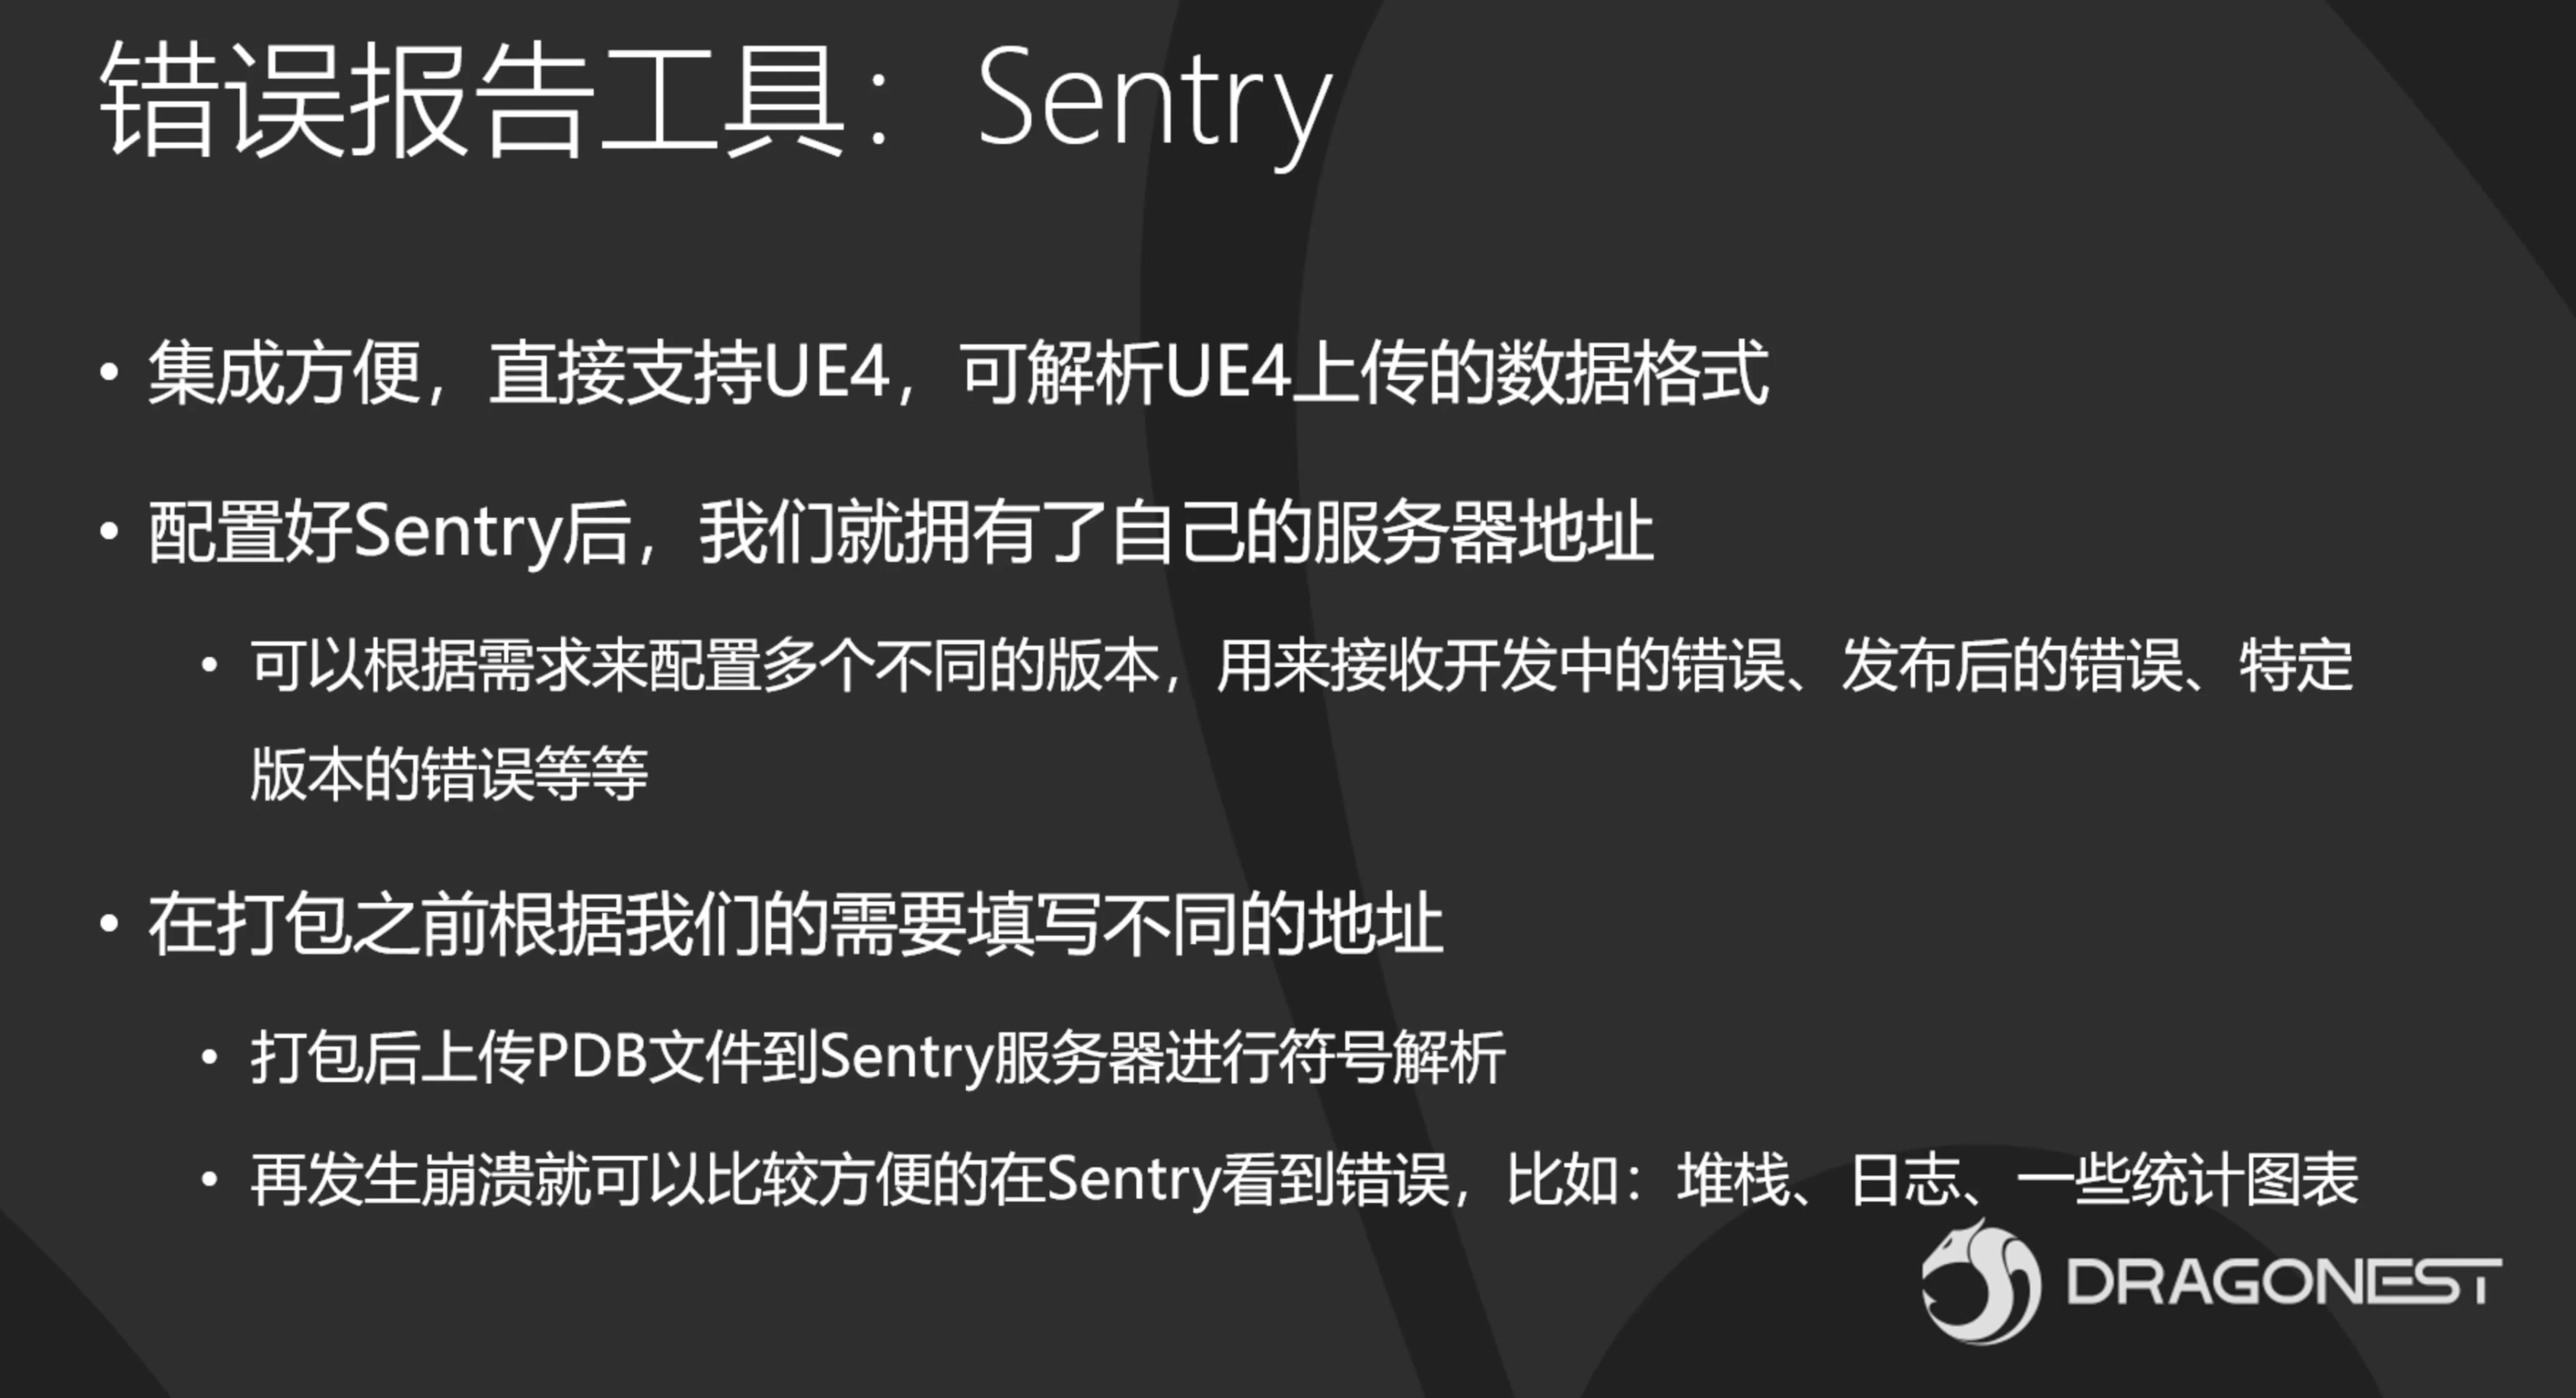 错误报告工具：Sentry
• 集成方便，直接支持UE4，可解析UE4上传的数据格式
• 配置好Sentry后，我们就拥有了自己的服务器地址
• 可以根据需求来配置多个不同的版本，用来接收开发中的错误、发布后的错误、特定
版本的错误等等
• 在打包之前根据我们的需要填写不同的地址
• 打包后上传PDB文件到Sentry服务器进行符号解析
• 再发生崩溃就可以比较方便的在Sentry看到错误，比如：堆栈、日志、一些统计图表
DRAGONEST